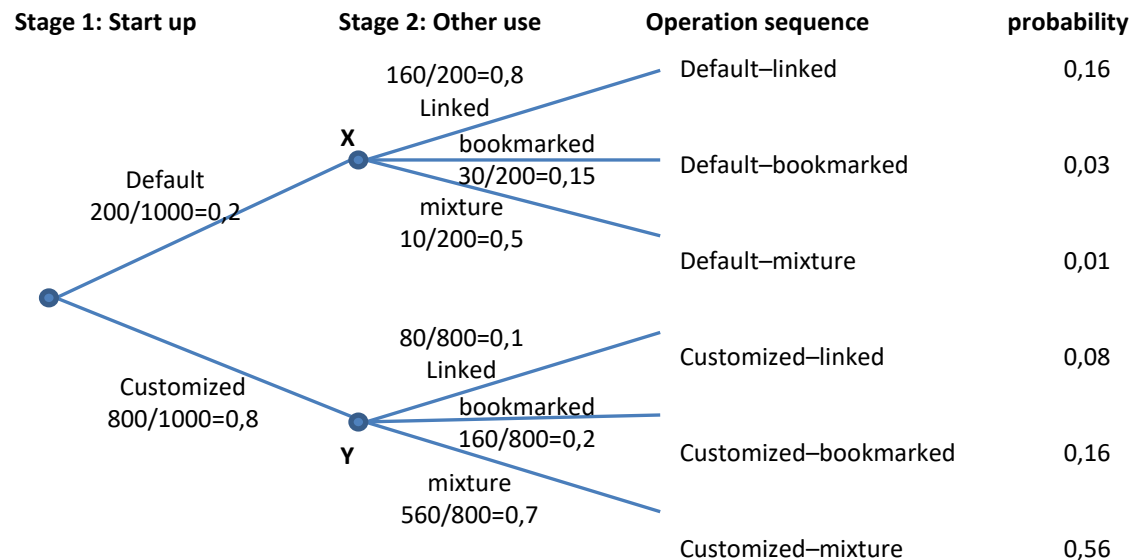 Stage 1: Start up Stage 2: Other use Operation sequence probability
160/200=0,8
Linked
Default–linked 0,16
X
bookmarked
30/200=0,15
Default–bookmarked 0,03
Default
200/1000=0,2
mixture
10/200=0,5
Default–mixture 0,01
80/800=0,1
Linked
Customized–linked 0,08
Customized
800/1000=0,8
bookmarked
160/800=0,2
Y
Customized–bookmarked 0,16
mixture
560/800=0,7
Customized–mixture 0,56